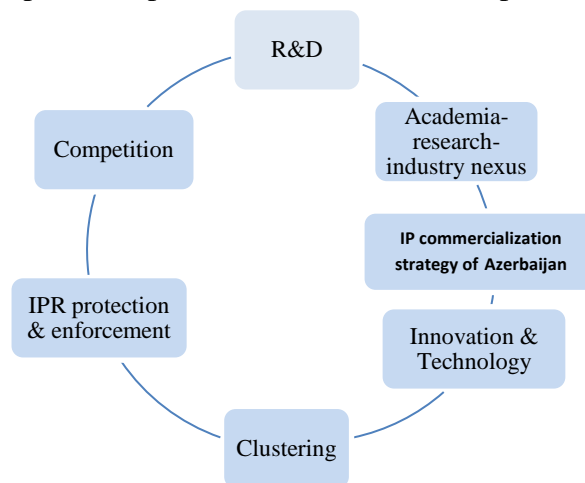 R&D
Academia-
research-
industry nexus
Competition
IP commercialization
strategy of Azerbaijan
IPR protection
& enforcement
Innovation &
Technology
Clustering